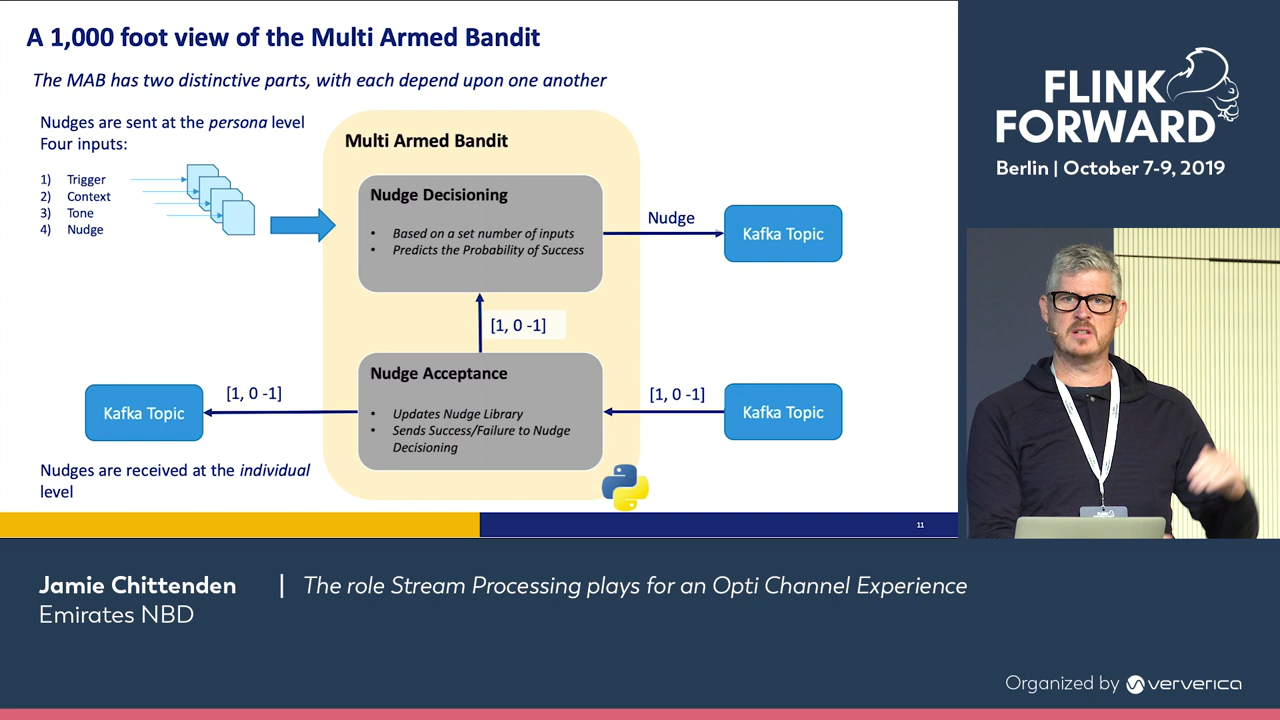 A 1,000 foot view of the Multi Armed Bandit
The MAB has two distinctive parts, with each depend upon one another
Nudges are sent at the persona level
Four inputs:
1) Trigger
2) Context
3) Tone
4) Nudge
Multi Armed Bandit
Nudge Decisioning
• Based on a set number of inputs
• Predicts the Probability of Success
Nudge
Kafka Topic
[1, 0 -1]
Nudge Acceptance
• Updates Nudge Library
• Sends Success/Failure to Nudge
Decisioning
[1, 0 -1]
Kafka Topic
[1, 0 -1]
Kafka Topic
Nudges are received at the individual
level
11
FLINK
FORWARD
Berlin | October 7-9, 2019
Jamie Chittenden | The role Stream Processing plays for an Opti Channel Experience
Emirates NBD
Organized by ververica